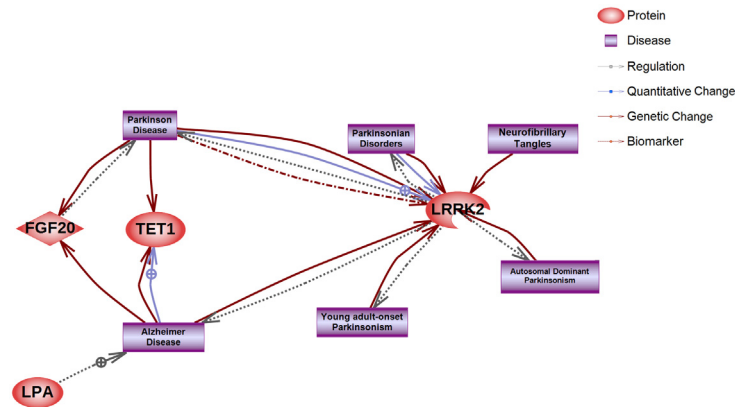 Protein
Disease
Regulation
Quantitative Change
Genetic Change
Biomarker
Parkinson
Disease
Parkinsonian
Disorders
Neurofibrillary
Tangles
FGF20
TET1
LRRK2
Autosomal Dominant
Parkinsonism
Young adult-onset
Parkinsonism
Alzheimer
Disease
LPA